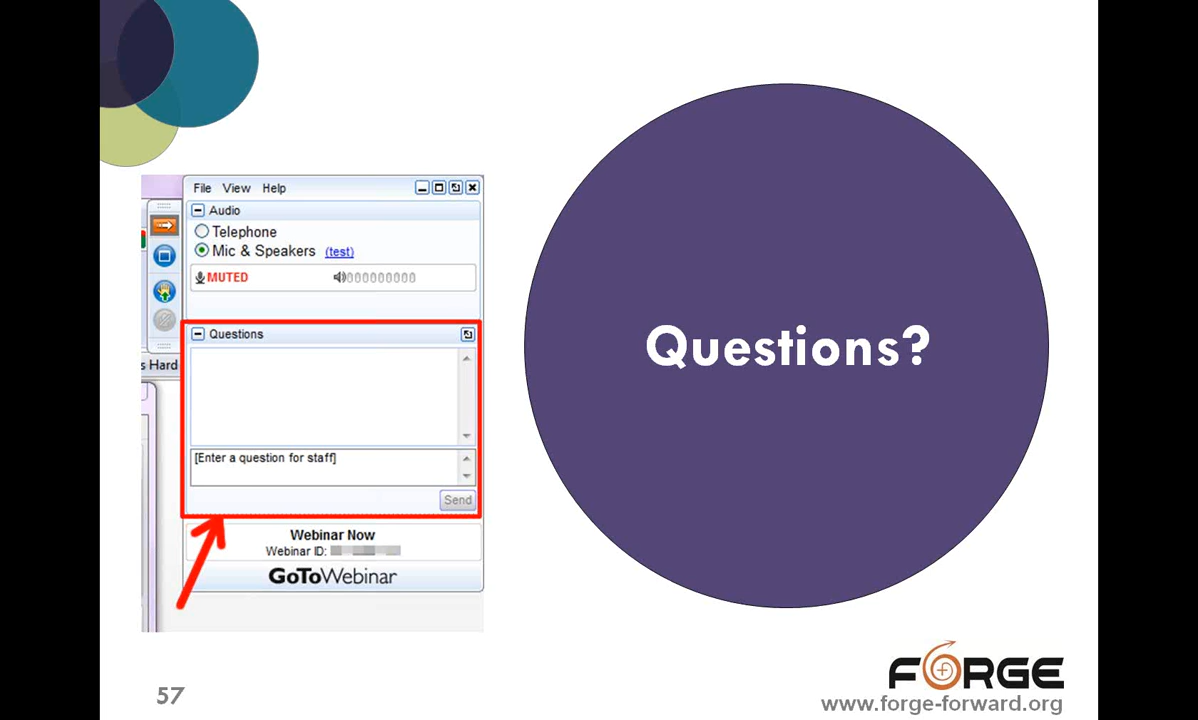 File View Help
Audio
Telephone
Mic & Speakers (test)
MUTED 000000000
s Hard
Questions
[Enter a question for staff]
Send
Webinar Now
Webinar ID:
GoToWebinar
Questions?
57
FORGE
www.forge-forward.org